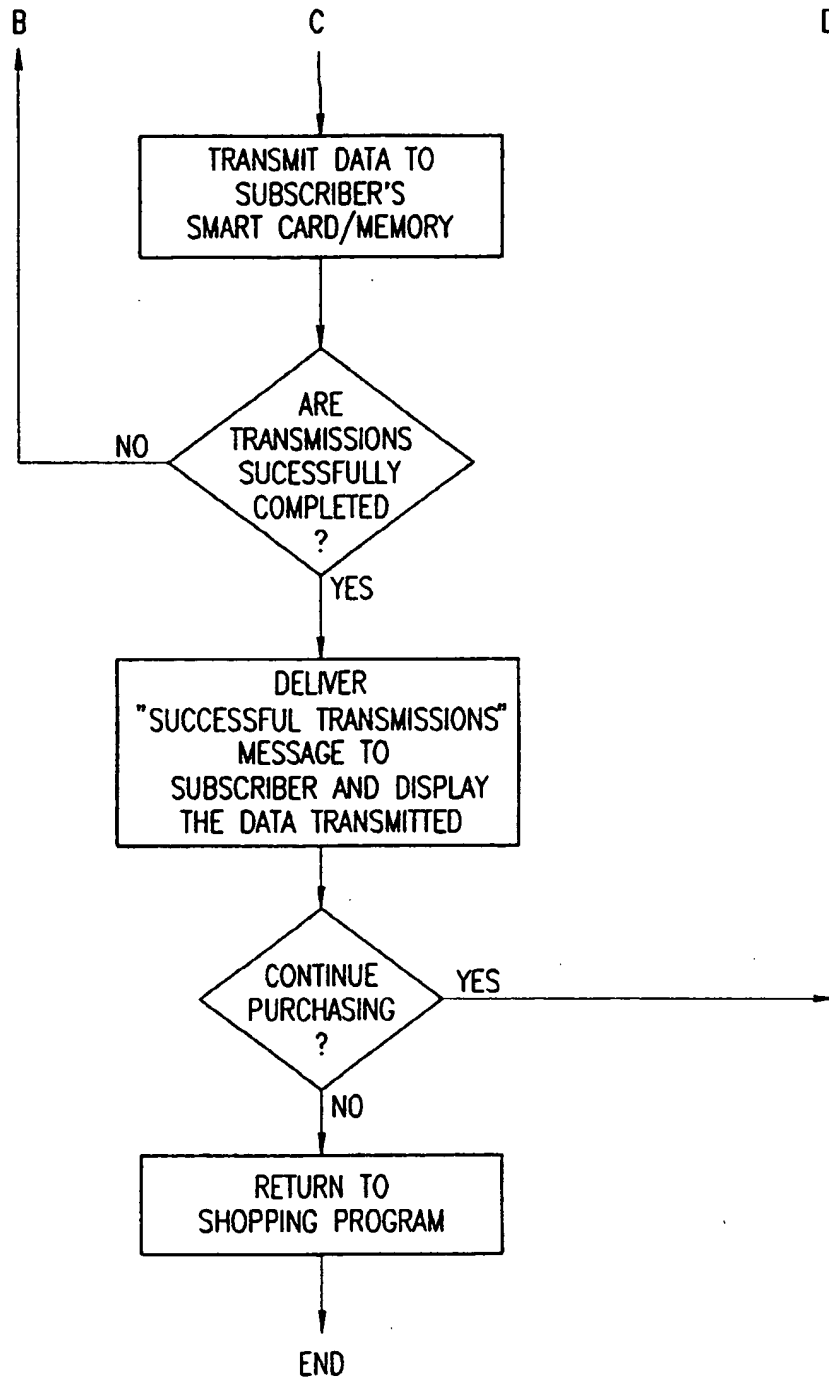 B
C
TRANSMIT DATA TO
SUBSCRIBER'S
SMART CARD/MEMORY
ARE
TRANSMISSIONS
SUCESSFULLY
COMPLETED
?
NO
YES
DELIVER
"SUCCESSFUL TRANSMISSIONS"
MESSAGE TO
SUBSCRIBER AND DISPLAY
THE DATA TRANSMITTED
CONTINUE
PURCHASING
?
YES
NO
RETURN TO
SHOPPING PROGRAM
END